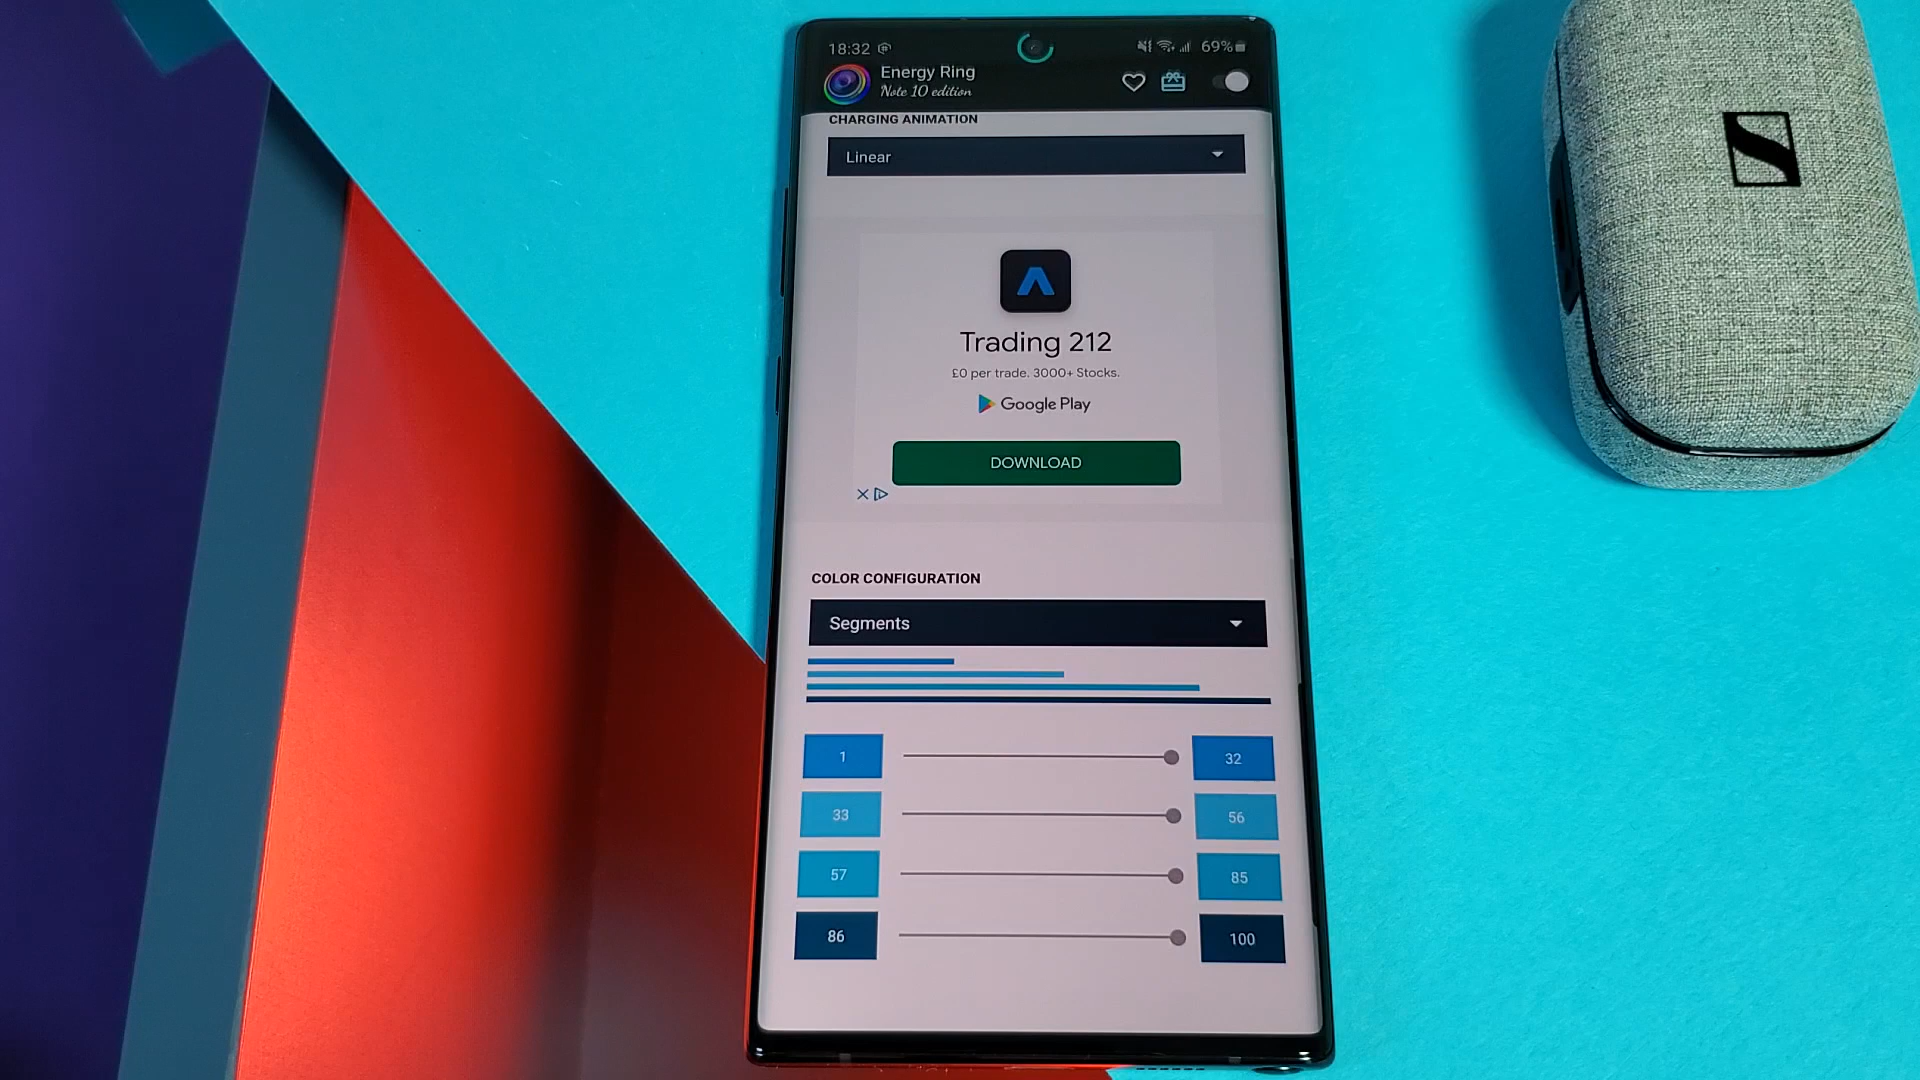 18:32
69%
Energy Ring
Note 10 edition
CHARGING ANIMATION
Linear
Trading 212
£0 per trade. 3000+ Stocks.
Google Play
DOWNLOAD
COLOR CONFIGURATION
Segments
1 32
33 56
57 85
86 100